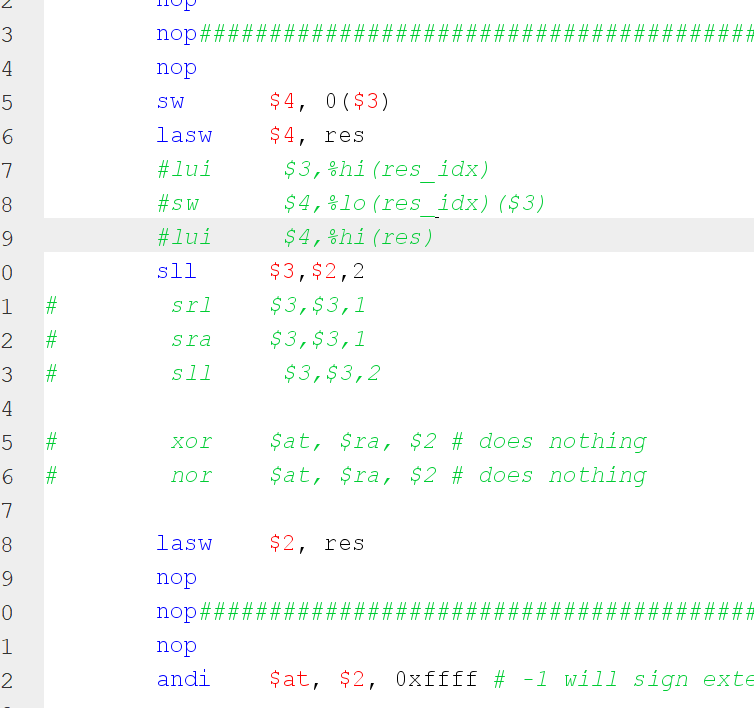 2 nop
3 nop########################################
4 nop
5 sw $4, 0($3)
6 lasw $4, res
7 #lui $3,%hi(res_idx)
8 #sw $4,%lo(res_idx)($3)
9 #lui $4,%hi(res)
0 sll $3,$2,2
1 # srl $3,$3,1
2 # sra $3,$3,1
3 # sll $3,$3,2
4
5 # xor $at, $ra, $2 # does nothing
6 # nor $at, $ra, $2 # does nothing
7
8 lasw $2, res
9 nop
0 nop########################################
1 nop
2 andi $at, $2, 0xffff # -1 will sign exte